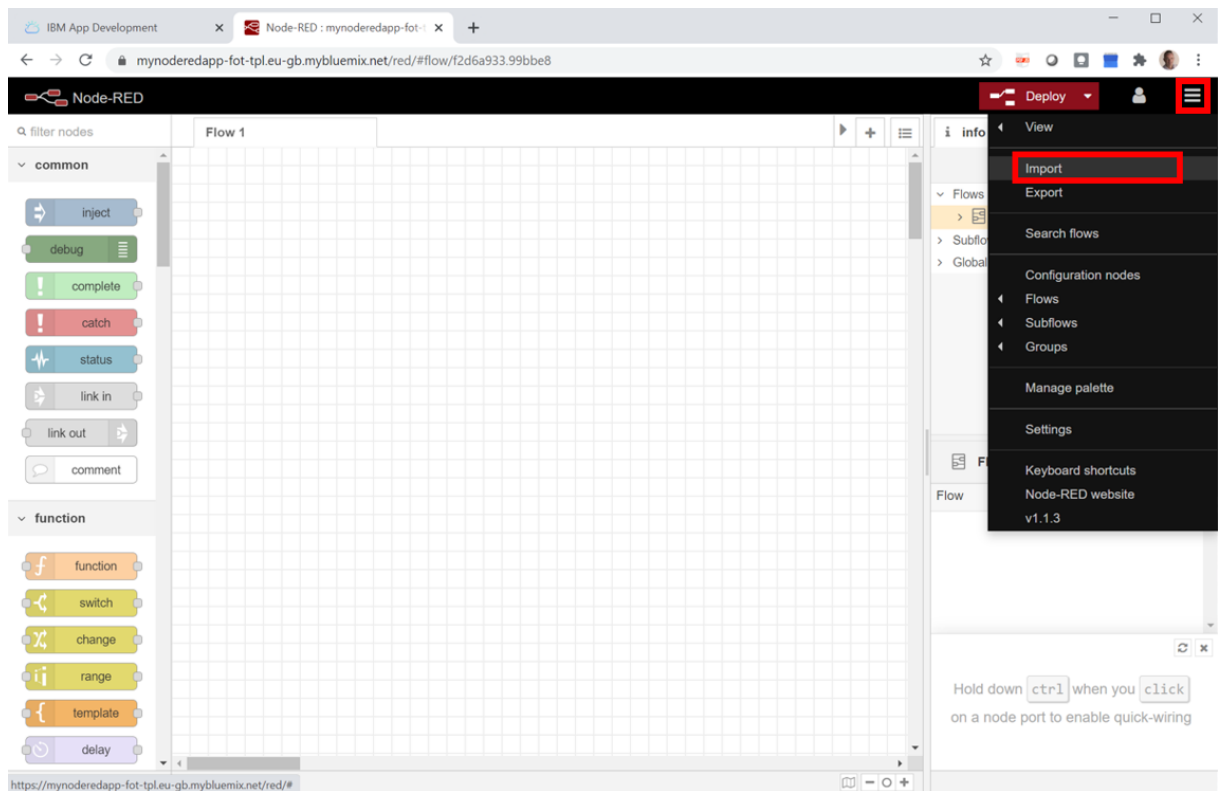 IBM App Development
Node-RED : mynoderedapp-fot-t
mynoderedapp-fot-tpl.eu-gb.mybluemix.net/red/#flow/f2d6a933.99bbe8
Node-RED
Deploy
filter nodes
Flow 1
i info
View
common
Import
Export
Flows
Subflo
Global
Search flows
Configuration nodes
Flows
Subflows
Groups
Manage palette
Settings
Keyboard shortcuts
Node-RED website
v1.1.3
inject
debug
complete
catch
status
link in
link out
comment
Fl
Flow
function
function
switch
change
range
template
delay
Hold down ctrl when you click
on a node port to enable quick-wiring
https://mynoderedapp-fot-tpl.eu-gb.mybluemix.net/red/#